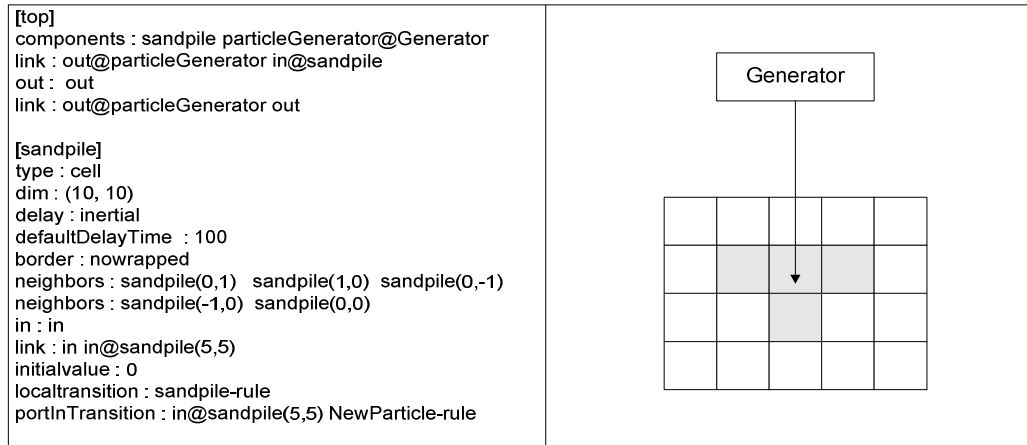 [top]
components : sandpile particleGenerator@Generator
link : out@particleGenerator in@sandpile
out :  out
link : out@particleGenerator out
[sandpile]
type : cell
dim : (10, 10)
delay : inertial
defaultDelayTime  : 100
border : nowrapped
neighbors : sandpile(0,1)   sandpile(1,0)  sandpile(0,-1)
neighbors : sandpile(-1,0)  sandpile(0,0)
in : in
link : in in@sandpile(5,5)
initialvalue : 0
localtransition : sandpile-rule
portInTransition : in@sandpile(5,5) NewParticle-rule
Generator